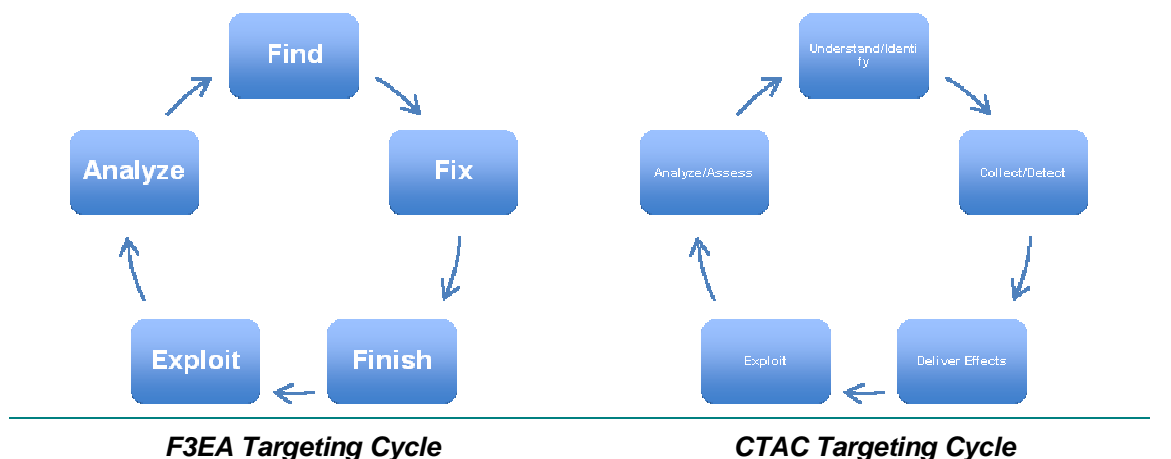 Find
Fix
Finish
Exploit
Analyze
F3EA Targeting Cycle
Understand/Identi
fy
Collect/Detect
Deliver Effects
Exploit
Analyze/Assess
CTAC Targeting Cycle